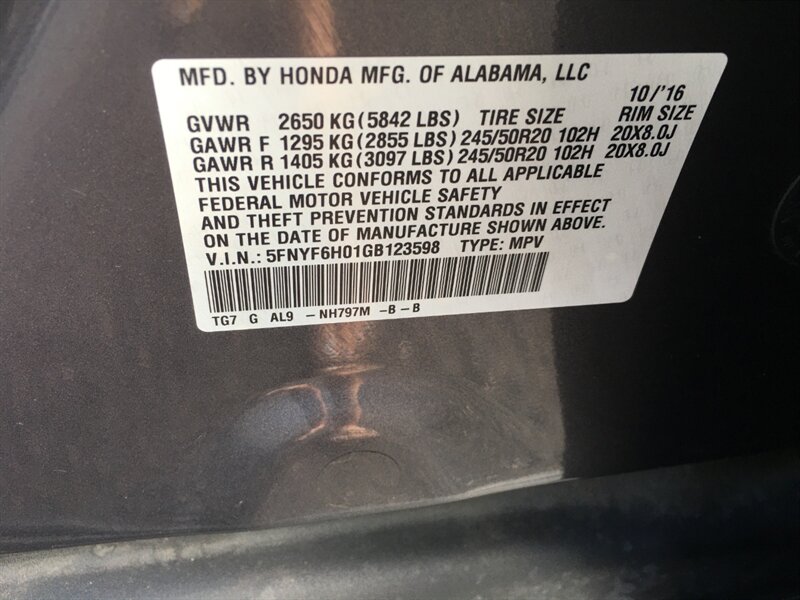 MFD. BY HONDA MFG. OF ALABAMA, LLC
10/'16
GVWR 2650 KG (5842 LBS) TIRE SIZE RIM SIZE
GAWR F 1295 KG (2855 LBS) 245/50R20 102H 20X8.0J
GAWR R 1405 KG (3097 LBS) 245/50R20 102H 20X8.0J
THIS VEHICLE CONFORMS TO ALL APPLICABLE
FEDERAL MOTOR VEHICLE SAFETY
AND THEFT PREVENTION STANDARDS IN EFFECT
ON THE DATE OF MANUFACTURE SHOWN ABOVE.
V.I.N.: 5FNYF6H01GB123598 TYPE: MPV
TG7 G AL9 -NH797M -B-B